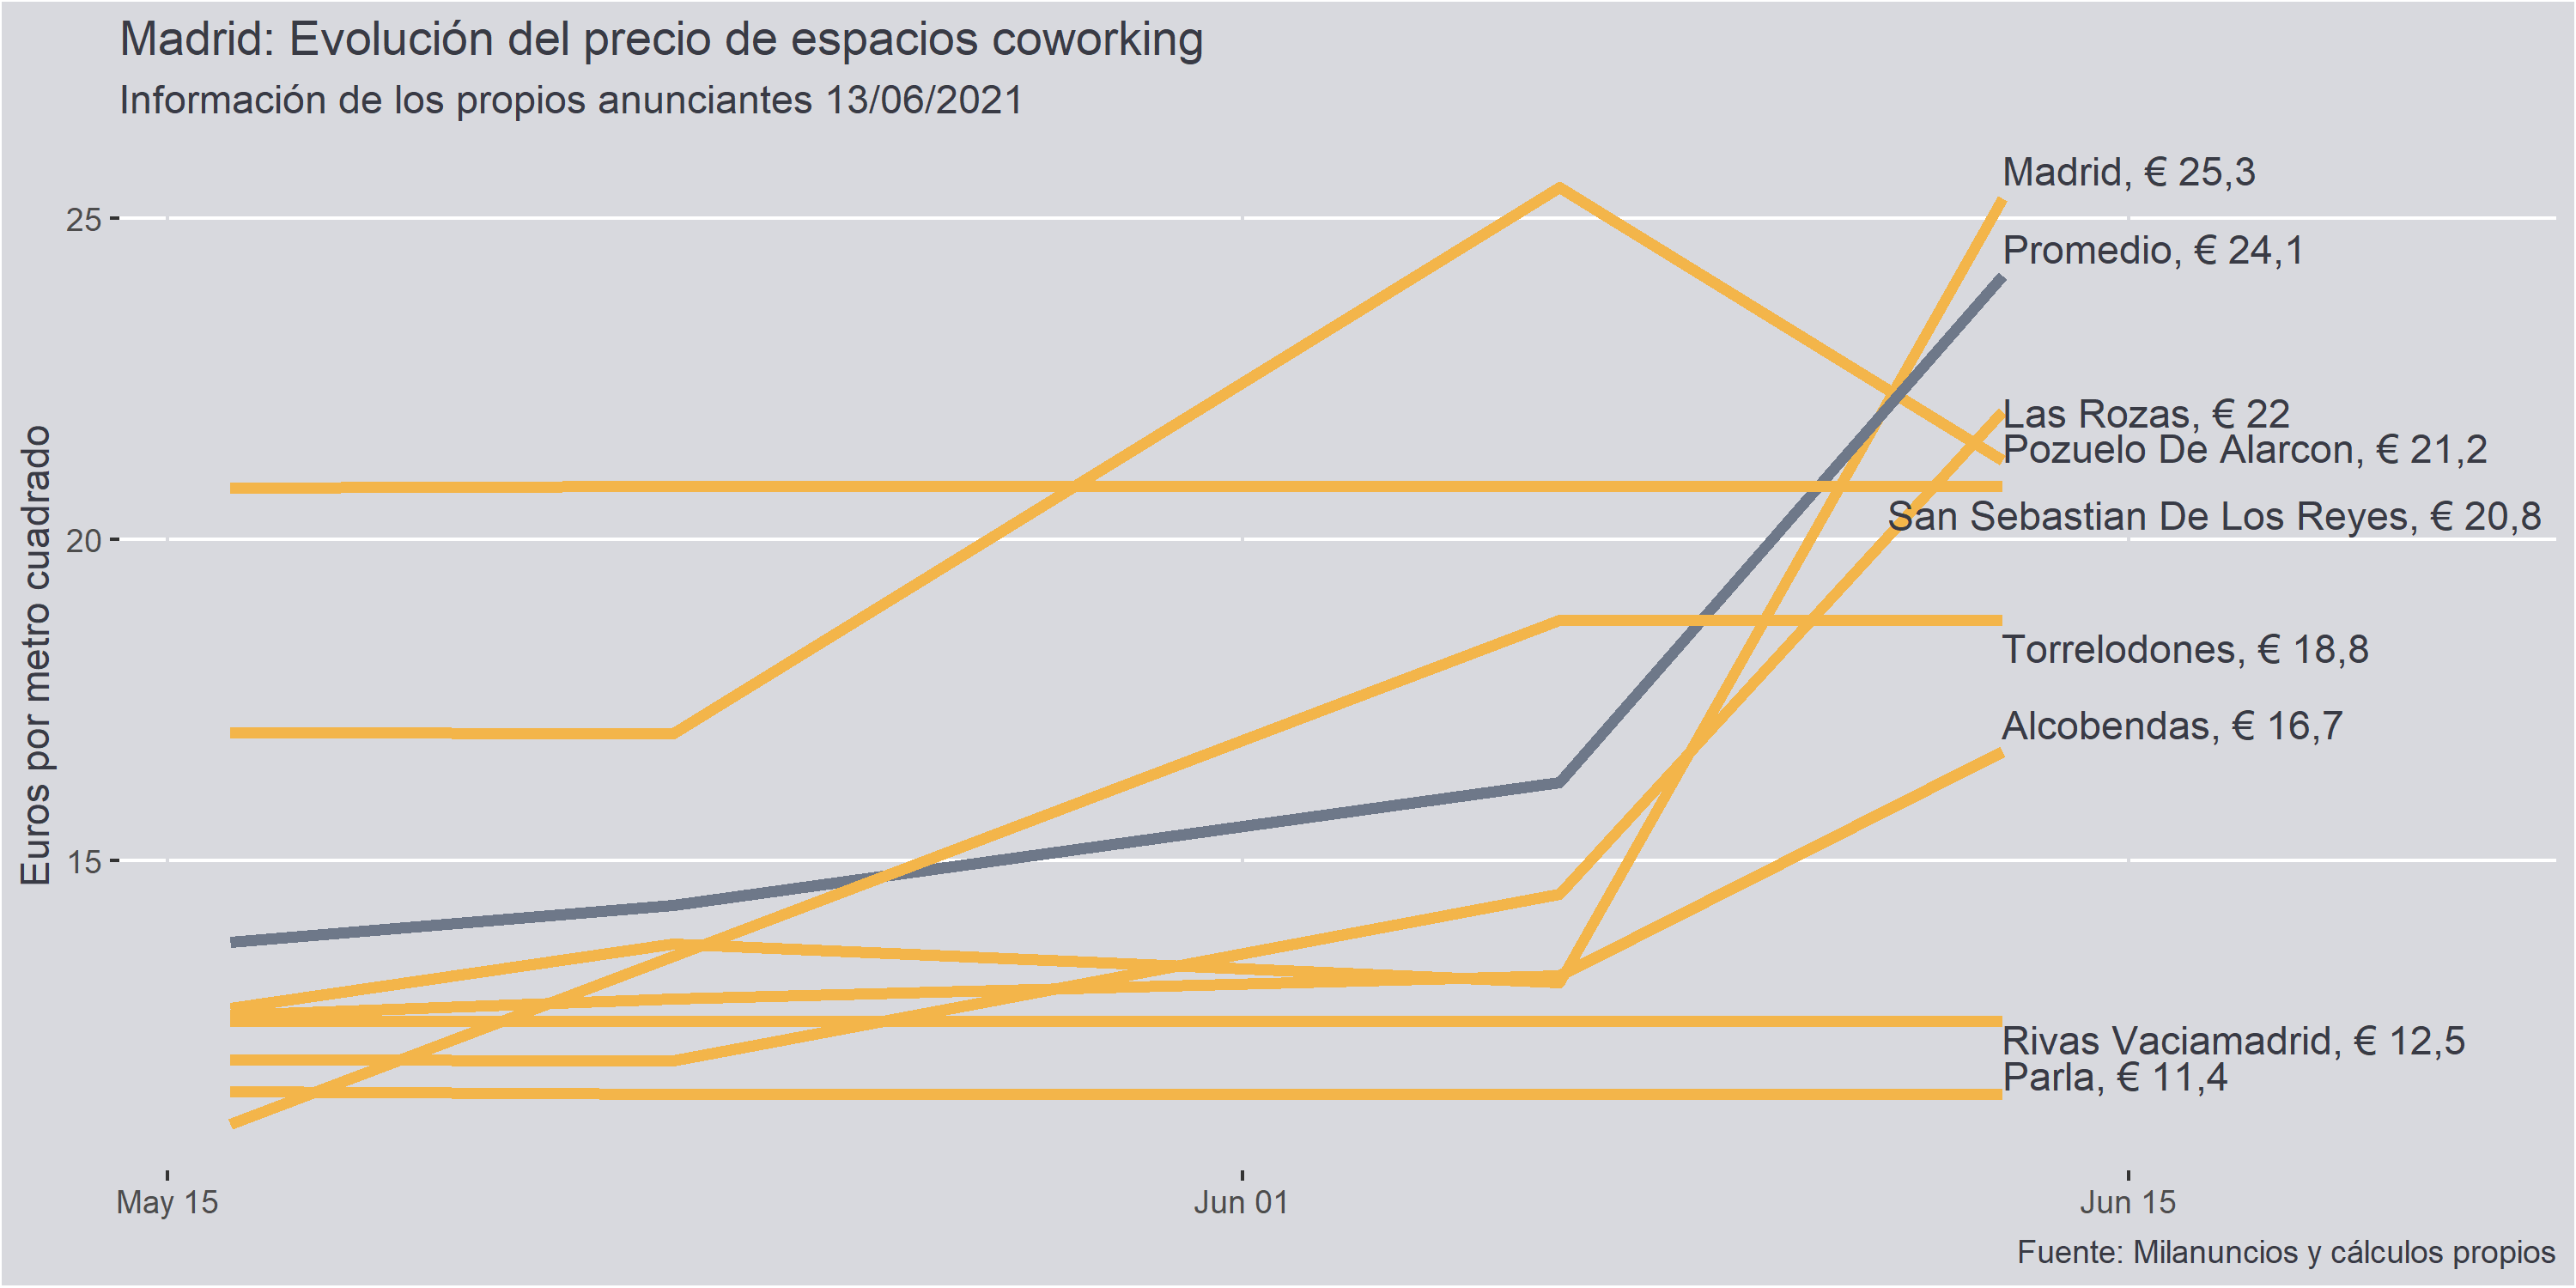 Madrid: Evolución del precio de espacios coworking
Información de los propios anunciantes 13/06/2021
Euros por metro cuadrado
25
20
15
Madrid, € 25,3
Promedio, € 24,1
Las Rozas, € 22
Pozuelo De Alarcon, € 21,2
San Sebastian De Los Reyes, € 20,8
Torrelodones, € 18,8
Alcobendas, € 16,7
Rivas Vaciamadrid, € 12,5
Parla, € 11,4
May 15
Jun 01
Jun 15
Fuente: Milanuncios y cálculos propios